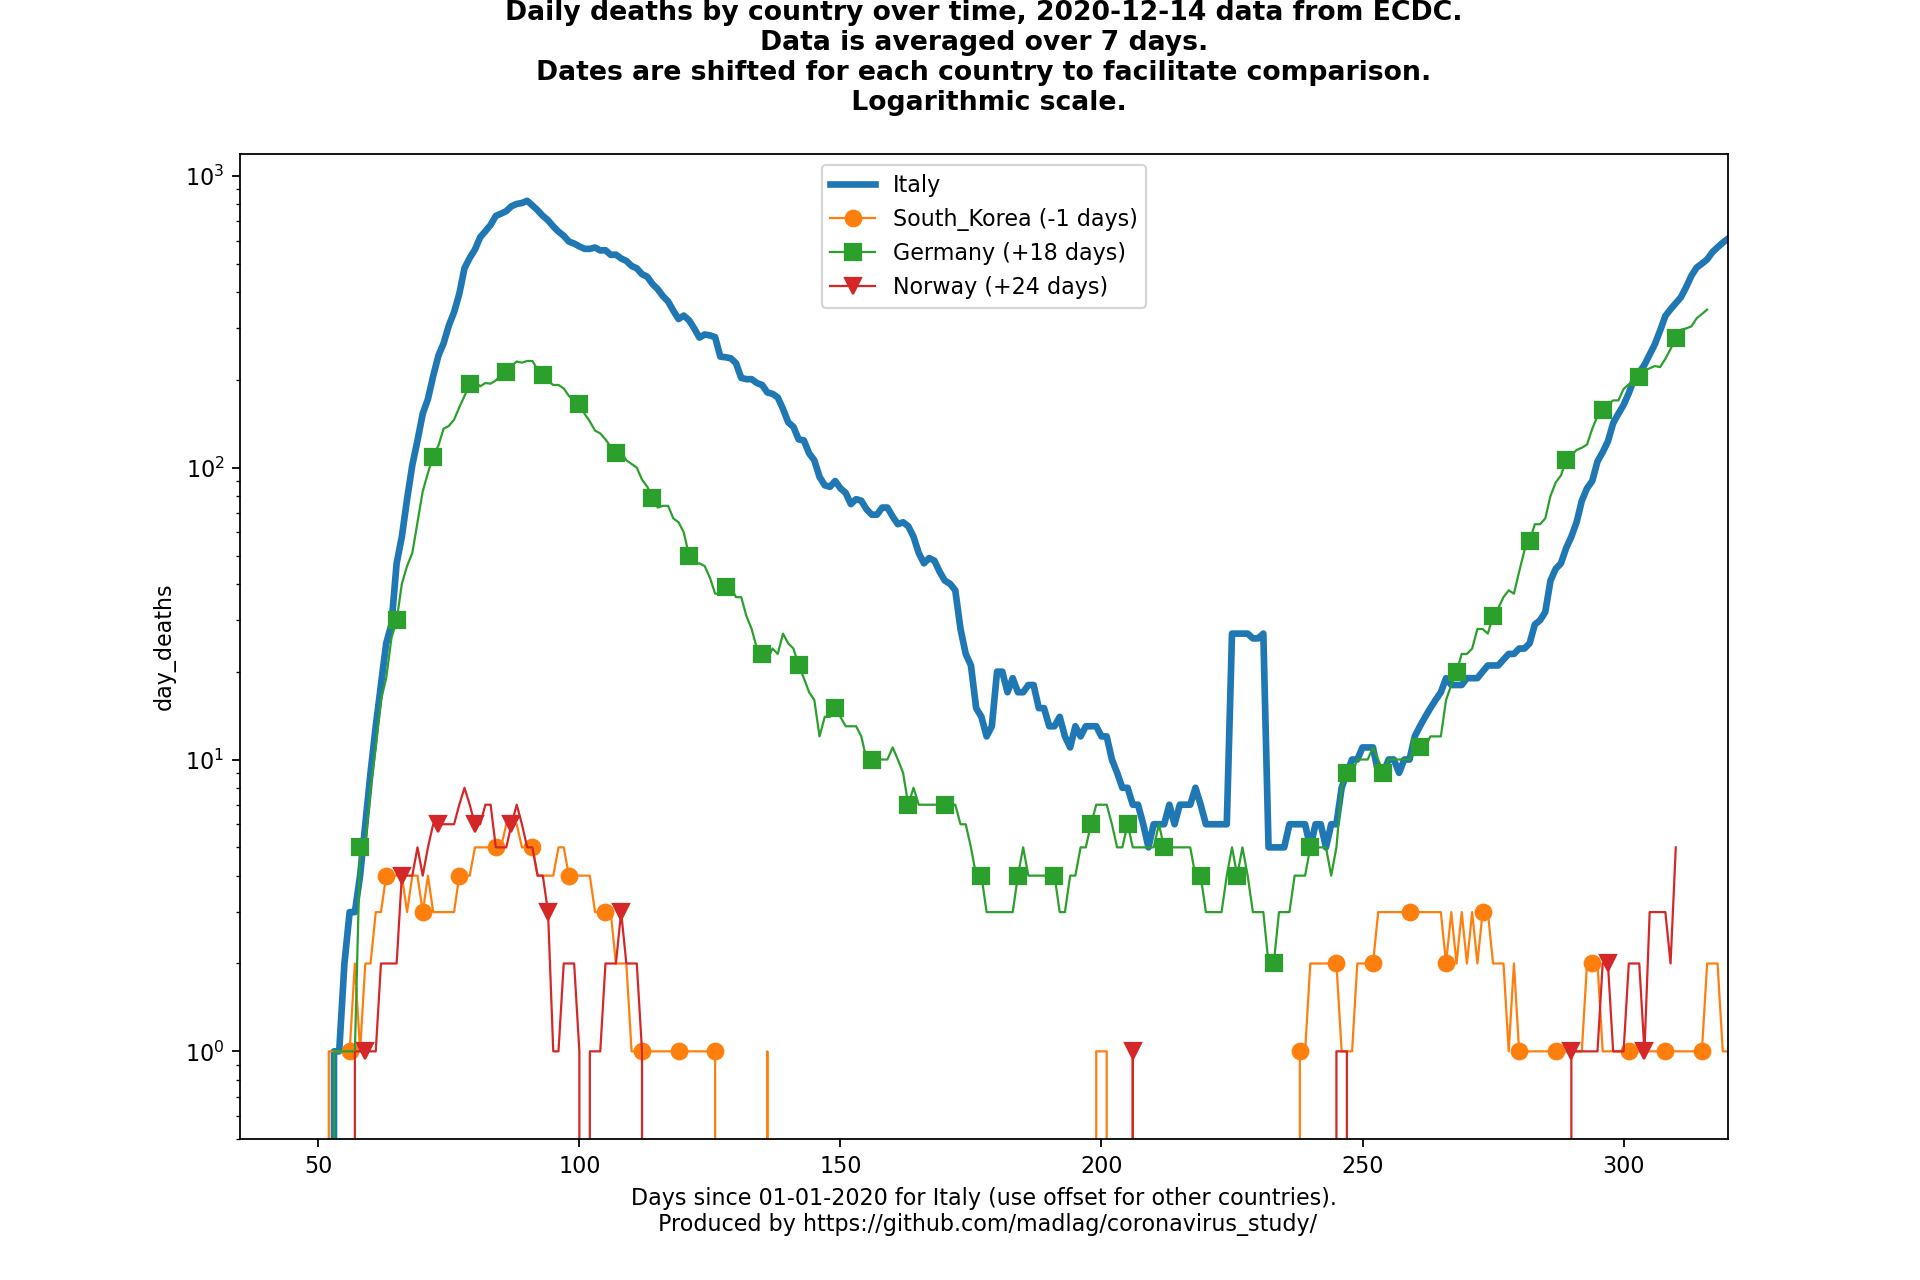 Daily deaths by country over time, 2020-12-14 data from ECDC.
Data is averaged over 7 days.
Dates are shifted for each country to facilitate comparison.
Logarithmic scale.
10³
10²
10¹
10⁰
day_deaths
Italy
South_Korea (-1 days)
Germany (+18 days)
Norway (+24 days)
50 100 150 200 250 300
Days since 01-01-2020 for Italy (use offset for other countries).
Produced by https://github.com/madlag/coronavirus_study/